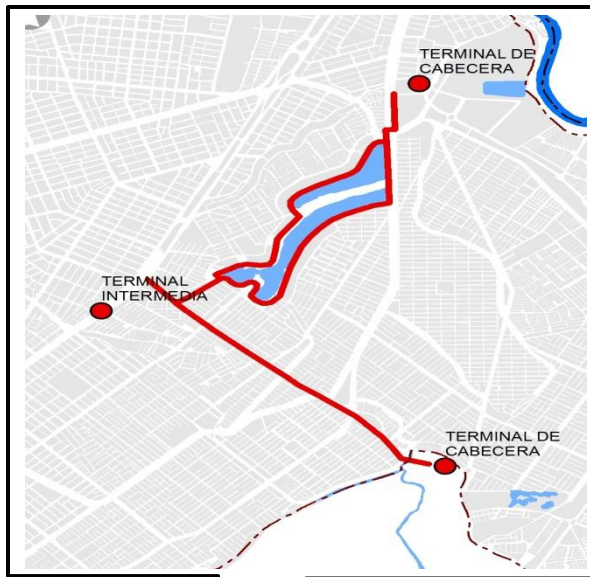 TERMINAL DE
CABECERA
TERMINAL
INTERMEDIA
TERMINAL DE
CABECERA